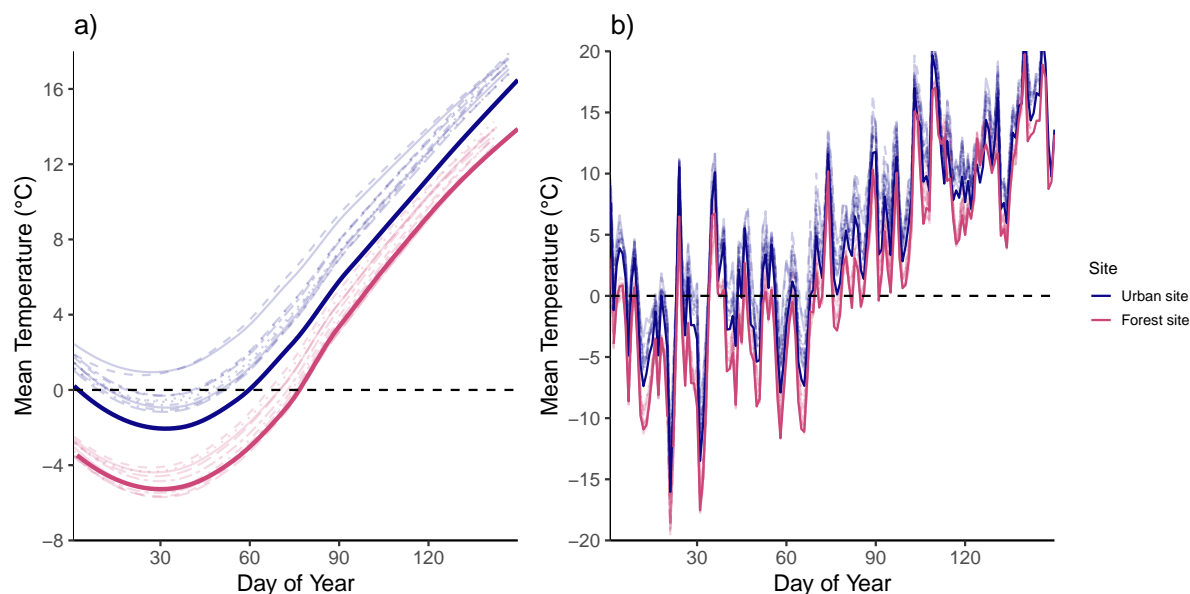 a)
Mean Temperature (°C)
16
12
8
4
0
−4
−8
30
60
90
120
Day of Year
b)
Mean Temperature (°C)
20
15
10
5
0
−5
−10
−15
−20
30
60
90
120
Day of Year
Site
Urban site
Forest site